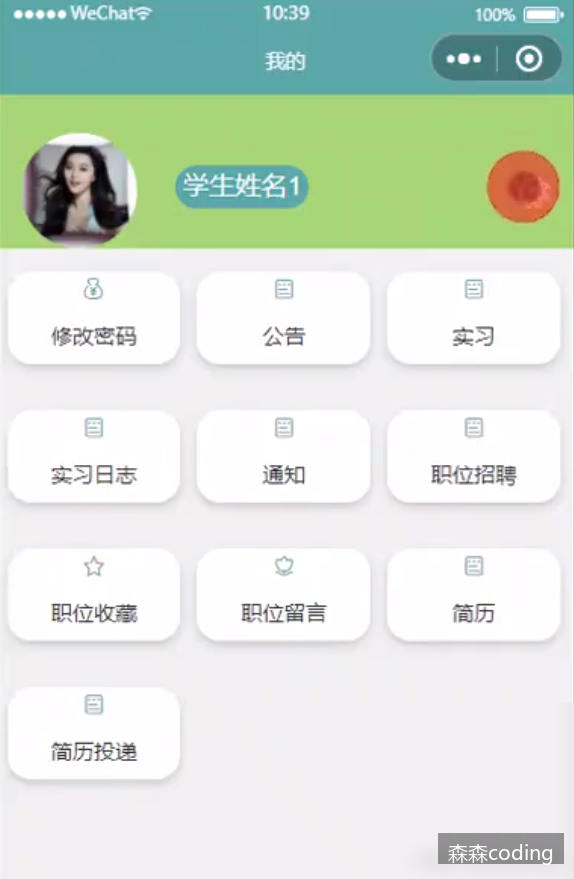 WeChat 10:39 100%
我的
学生姓名1
修改密码 公告 实习
实习日志 通知 职位招聘
职位收藏 职位留言 简历
简历投递
森森coding